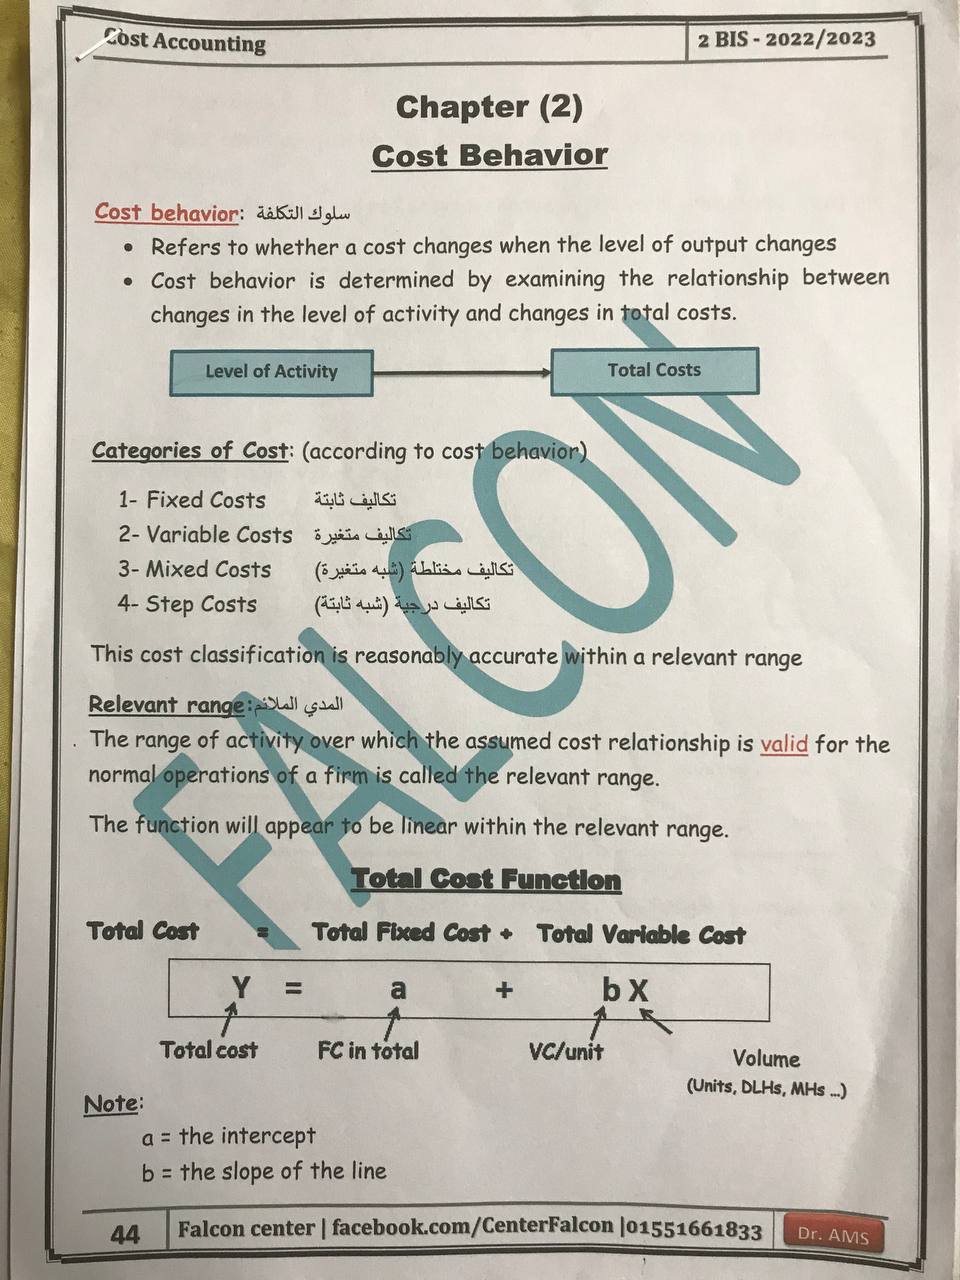 Cost Accounting
2 BIS - 2022/2023
Chapter (2)
Cost Behavior
Cost behavior: سلوك التكلفة
• Refers to whether a cost changes when the level of output changes
• Cost behavior is determined by examining the relationship between
changes in the level of activity and changes in total costs.
Level of Activity
Total Costs
Categories of Cost: (according to cost behavior)
1- Fixed Costs تكاليف ثابتة
2- Variable Costs تكاليف متغيرة
3- Mixed Costs تكاليف مختلطة (شبه متغيرة)
4- Step Costs تكاليف درجية (شبه ثابتة)
This cost classification is reasonably accurate within a relevant range
Relevant range: المدي الملائم
. The range of activity over which the assumed cost relationship is valid for the
normal operations of a firm is called the relevant range.
The function will appear to be linear within the relevant range.
FALCON
Total Cost Function
Total Cost = Total Fixed Cost + Total Variable Cost
Y = a + b X
Total cost FC in total VC/unit Volume
(Units, DLHs, MHs ...)
Note:
a = the intercept
b = the slope of the line
44
Falcon center | facebook.com/CenterFalcon |01551661833
Dr. AMS